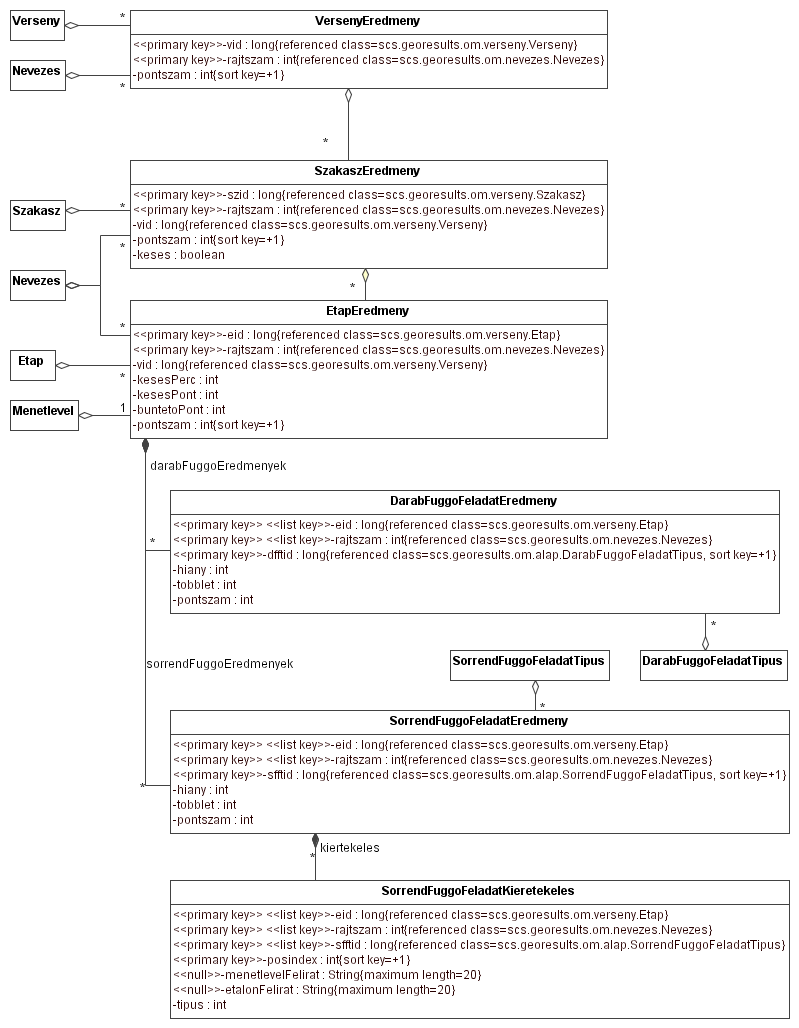 Verseny
*
VersenyEredmeny
<<primary key>>-vid : long{referenced class=scs.georesults.om.verseny.Verseny}
<<primary key>>-rajtszam : int{referenced class=scs.georesults.om.nevezes.Nevezes}
-pontszam : int{sort key=+1}
Nevezes
*
*
SzakaszEredmeny
<<primary key>>-szid : long{referenced class=scs.georesults.om.verseny.Szakasz}
<<primary key>>-rajtszam : int{referenced class=scs.georesults.om.nevezes.Nevezes}
-vid : long{referenced class=scs.georesults.om.verseny.Verseny}
-pontszam : int{sort key=+1}
-keses : boolean
Szakasz
*
*
Nevezes
*
*
EtapEredmeny
<<primary key>>-eid : long{referenced class=scs.georesults.om.verseny.Etap}
<<primary key>>-rajtszam : int{referenced class=scs.georesults.om.nevezes.Nevezes}
-vid : long{referenced class=scs.georesults.om.verseny.Verseny}
-kesesPerc : int
-kesesPont : int
-buntetoPont : int
-pontszam : int{sort key=+1}
Etap
*
Menetlevel
1
darabFuggoEredmenyek
*
DarabFuggoFeladatEredmeny
<<primary key>> <<list key>>-eid : long{referenced class=scs.georesults.om.verseny.Etap}
<<primary key>> <<list key>>-rajtszam : int{referenced class=scs.georesults.om.nevezes.Nevezes}
<<primary key>>-dfftid : long{referenced class=scs.georesults.om.alap.DarabFuggoFeladatTipus, sort key=+1}
-hiany : int
-tobblet : int
-pontszam : int
*
sorrendFuggoEredmenyek
SorrendFuggoFeladatTipus
DarabFuggoFeladatTipus
*
SorrendFuggoFeladatEredmeny
<<primary key>> <<list key>>-eid : long{referenced class=scs.georesults.om.verseny.Etap}
<<primary key>> <<list key>>-rajtszam : int{referenced class=scs.georesults.om.nevezes.Nevezes}
<<primary key>>-sfftid : long{referenced class=scs.georesults.om.alap.SorrendFuggoFeladatTipus, sort key=+1}
-hiany : int
-tobblet : int
-pontszam : int
*
kiertekeles
*
SorrendFuggoFeladatKieretekeles
<<primary key>> <<list key>>-eid : long{referenced class=scs.georesults.om.verseny.Etap}
<<primary key>> <<list key>>-rajtszam : int{referenced class=scs.georesults.om.nevezes.Nevezes}
<<primary key>> <<list key>>-sfftid : long{referenced class=scs.georesults.om.alap.SorrendFuggoFeladatTipus}
<<primary key>>-posindex : int{sort key=+1}
<<null>>-menetlevelFelirat : String{maximum length=20}
<<null>>-etalonFelirat : String{maximum length=20}
-tipus : int